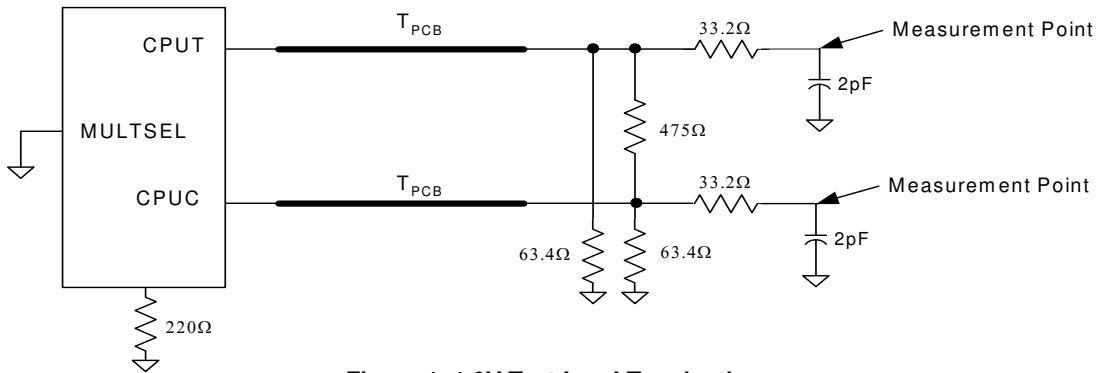 T_PCB
33.2Ω
Measurement Point
CPUT
2pF
MULTSEL
475Ω
T_PCB
33.2Ω
Measurement Point
CPUC
2pF
63.4Ω
63.4Ω
220Ω